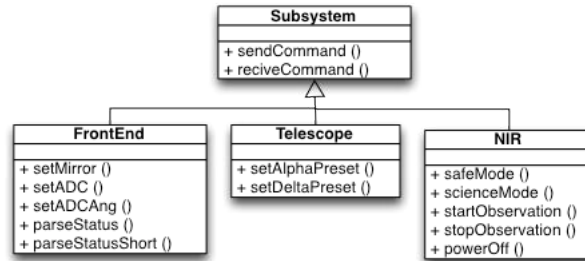 Subsystem
+ sendCommand ()
+ reciveCommand ()
FrontEnd
+ setMirror ()
+ setADC ()
+ setADCAng ()
+ parseStatus ()
+ parseStatusShort ()
Telescope
+ setAlphaPreset ()
+ setDeltaPreset ()
NIR
+ safeMode ()
+ scienceMode ()
+ startObservation ()
+ stopObservation ()
+ powerOff ()